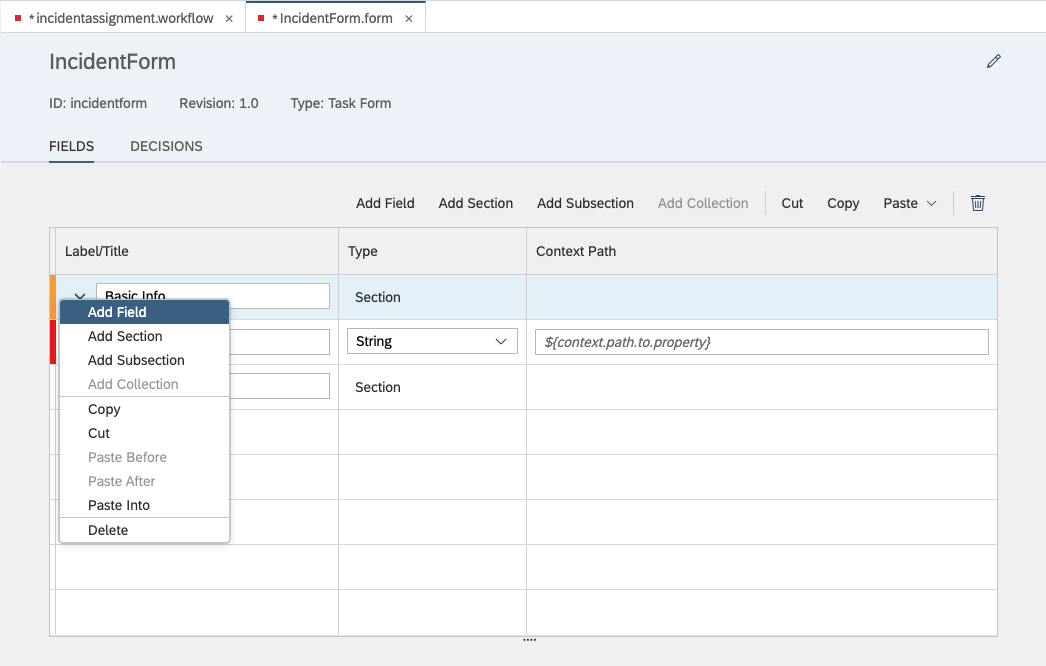 *incidentassignment.workflow × *IncidentForm.form ×
IncidentForm
ID: incidentform Revision: 1.0 Type: Task Form
FIELDS DECISIONS
Add Field Add Section Add Subsection Add Collection Cut Copy Paste
Label/Title Type Context Path
Basic Info Section
String ${context.path.to.property}
Section
Add Field
Add Section
Add Subsection
Add Collection
Copy
Cut
Paste Before
Paste After
Paste Into
Delete